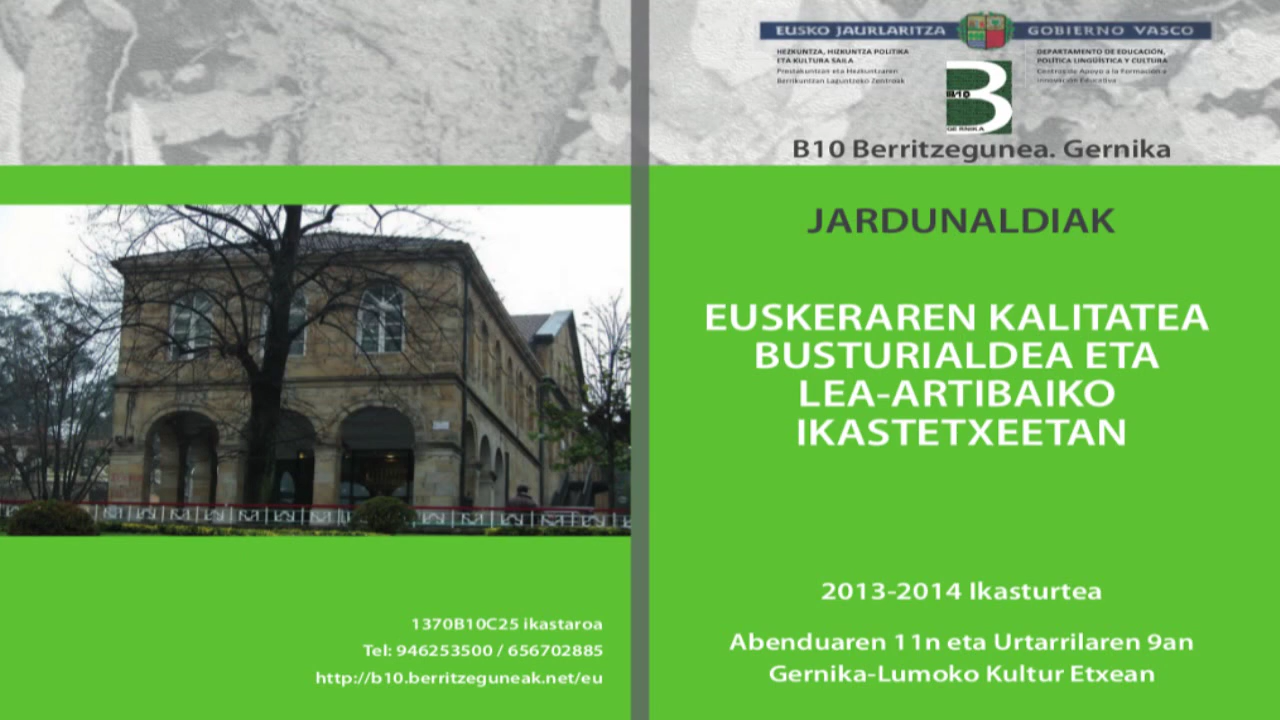 EUSKO JAURLARITZA
GOBIERNO VASCO
HEZKUNTZA, HIZKUNTZA POLITIKA
ETA KULTURA SAILA
Prestakuntzan eta Hezkuntzaren
Berrikuntzan Laguntzeko Zentroak
DEPARTAMENTO DE EDUCACIÓN,
POLÍTICA LINGÜÍSTICA Y CULTURA
Centros de Apoyo a la Formación e
Innovación Educativa
B10
GERNIKA
B10 Berritzegunea. Gernika
JARDUNALDIAK
EUSKERAREN KALITATEA
BUSTURIALDEA ETA
LEA-ARTIBAIKO
IKASTETXEETAN
2013-2014 Ikasturtea
Abenduaren 11n eta Urtarrilaren 9an
Gernika-Lumoko Kultur Etxean
1370B10C25 ikastaroa
Tel: 946253500 / 656702885
http://b10.berritzeguneak.net/eu